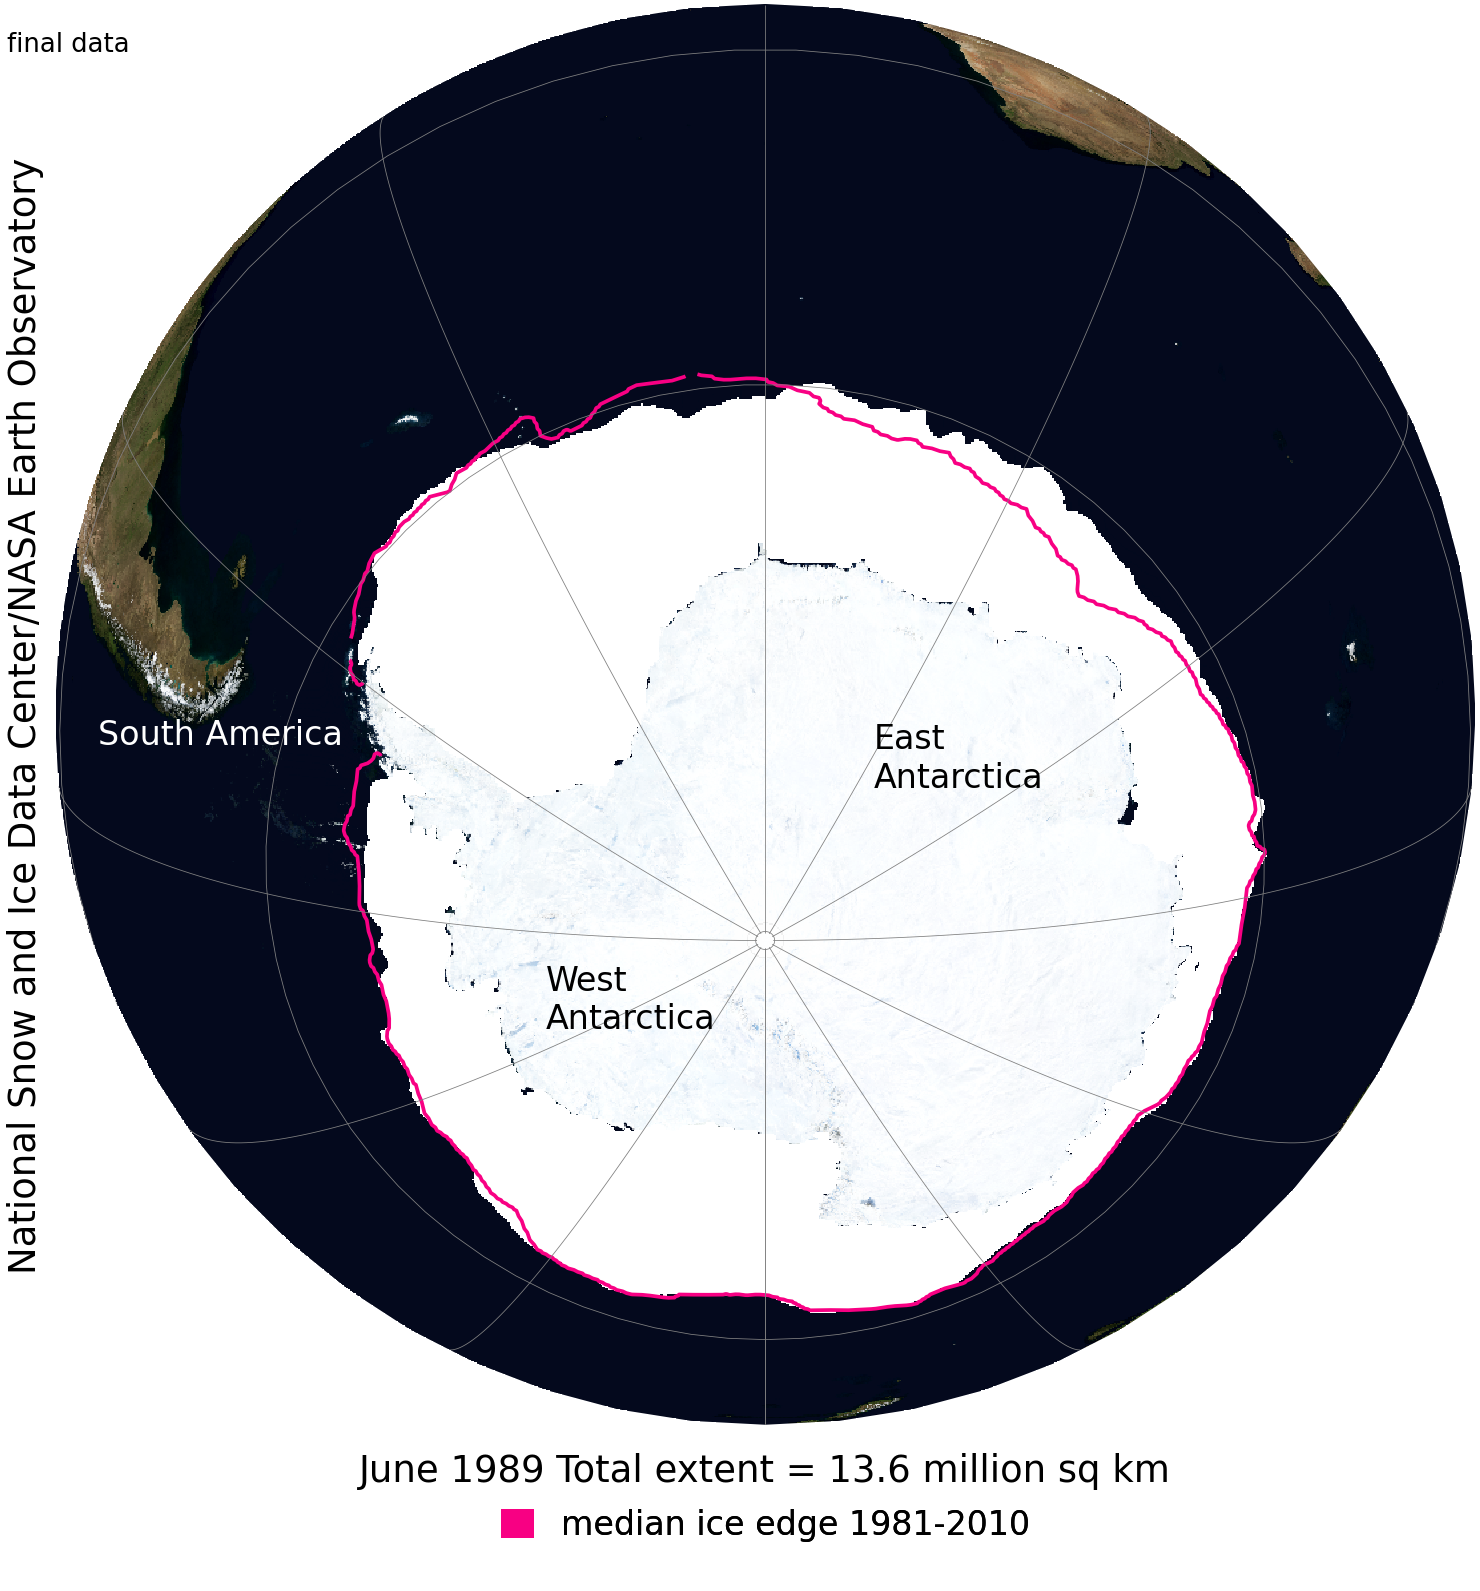 final data
National Snow and Ice Data Center/NASA Earth Observatory
South America
East
Antarctica
West
Antarctica
June 1989 Total extent = 13.6 million sq km
median ice edge 1981-2010